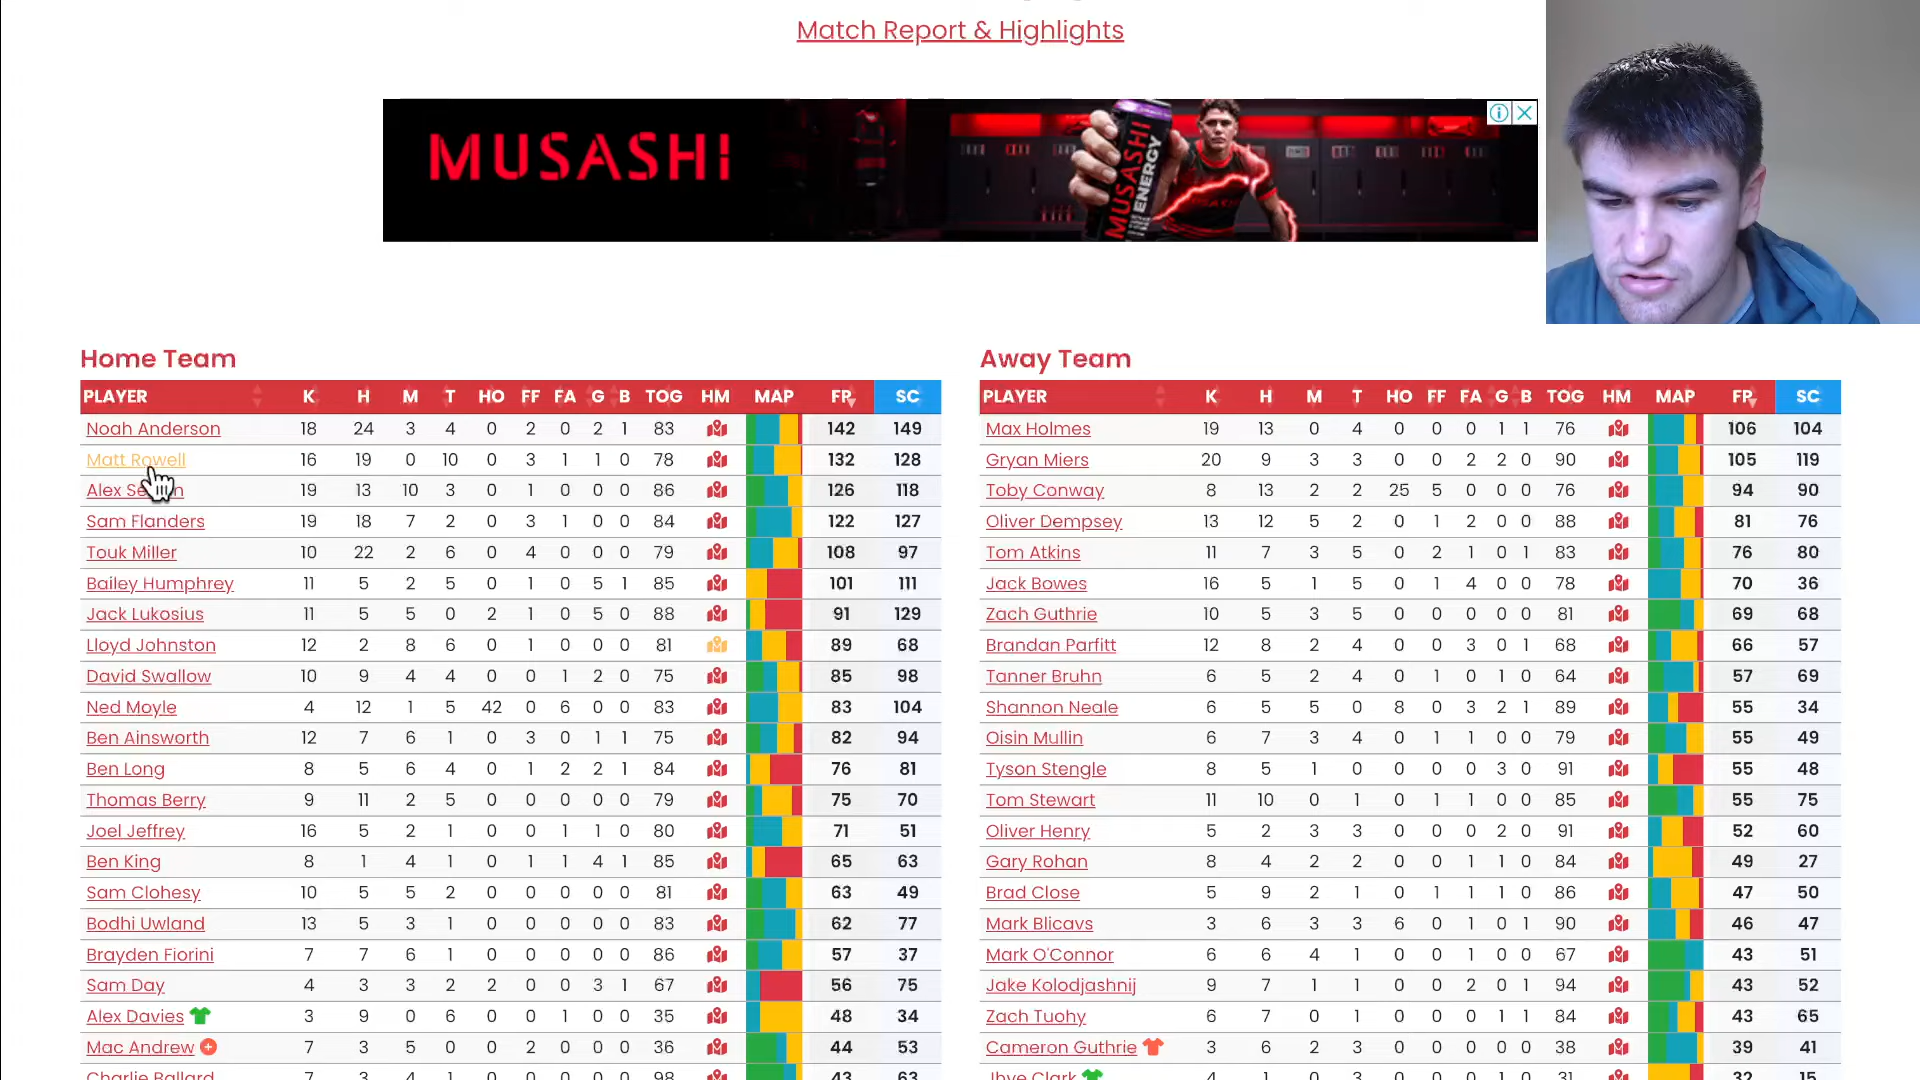 Match Report & Highlights
MUSASHI
MUSASHI ENERGY
MUSASHI
Home Team
PLAYER K H M T HO FF FA G B TOG HM MAP FP SC
Noah Anderson 18 24 3 4 0 2 0 2 1 83 142 149
Matt Rowell 16 19 0 10 0 3 1 1 0 78 132 128
Alex Se n 19 13 10 3 0 1 0 0 0 86 126 118
Sam Flanders 19 18 7 2 0 3 1 0 0 84 122 127
Touk Miller 10 22 2 6 0 4 0 0 0 79 108 97
Bailey Humphrey 11 5 2 5 0 1 0 5 1 85 101 111
Jack Lukosius 11 5 5 0 2 1 0 5 0 88 91 129
Lloyd Johnston 12 2 8 6 0 1 0 0 0 81 89 68
David Swallow 10 9 4 4 0 0 1 2 0 75 85 98
Ned Moyle 4 12 1 5 42 0 6 0 0 83 83 104
Ben Ainsworth 12 7 6 1 0 3 0 1 1 75 82 94
Ben Long 8 5 6 4 0 1 2 2 1 84 76 81
Thomas Berry 9 11 2 5 0 0 0 0 0 79 75 70
Joel Jeffrey 16 5 2 1 0 0 1 1 0 80 71 51
Ben King 8 1 4 1 0 1 1 4 1 85 65 63
Sam Clohesy 10 5 5 2 0 0 0 0 0 81 63 49
Bodhi Uwland 13 5 3 1 0 0 0 0 0 83 62 77
Brayden Fiorini 7 7 6 1 0 0 0 0 0 86 57 37
Sam Day 4 3 3 2 2 0 0 3 1 67 56 75
Alex Davies 3 9 0 6 0 0 1 0 0 35 48 34
Mac Andrew 7 3 5 0 0 2 0 0 0 36 44 53
Charlie Ballard 7 3 4 1 0 0 0 0 0 98 43 63
Away Team
PLAYER K H M T HO FF FA G B TOG HM MAP FP SC
Max Holmes 19 13 0 4 0 0 0 1 1 76 106 104
Gryan Miers 20 9 3 3 0 0 2 2 0 90 105 119
Toby Conway 8 13 2 2 25 5 0 0 0 76 94 90
Oliver Dempsey 13 12 5 2 0 1 2 0 0 88 81 76
Tom Atkins 11 7 3 5 0 2 1 0 1 83 76 80
Jack Bowes 16 5 1 5 0 1 4 0 0 78 70 36
Zach Guthrie 10 5 3 5 0 0 0 0 0 81 69 68
Brandan Parfitt 12 8 2 4 0 0 3 0 1 68 66 57
Tanner Bruhn 6 5 2 4 0 1 0 1 0 64 57 69
Shannon Neale 6 5 5 0 8 0 3 2 1 89 55 34
Oisin Mullin 6 7 3 4 0 1 1 0 0 79 55 49
Tyson Stengle 8 5 1 0 0 0 0 3 0 91 55 48
Tom Stewart 11 10 0 1 0 1 1 0 0 85 55 75
Oliver Henry 5 2 3 3 0 0 0 2 0 91 52 60
Gary Rohan 8 4 2 2 0 0 1 1 0 84 49 27
Brad Close 5 9 2 1 0 1 1 1 0 86 47 50
Mark Blicavs 3 6 3 3 6 0 1 0 1 90 46 47
Mark O'Connor 6 6 4 1 0 0 1 0 0 67 43 51
Jake Kolodjashnij 9 7 1 1 0 0 2 0 1 94 43 52
Zach Tuohy 6 7 0 1 0 0 0 1 1 84 43 65
Cameron Guthrie 3 6 2 3 0 0 0 0 0 38 39 41
Jhye Clark 4 1 0 3 0 0 0 1 0 31 32 15